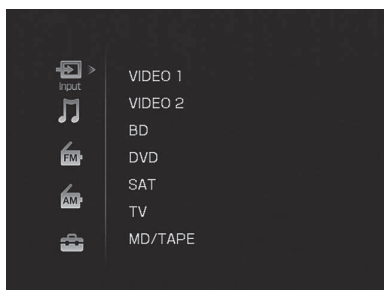 input
FM
AM
VIDEO 1
VIDEO 2
BD
DVD
SAT
TV
MD/TAPE